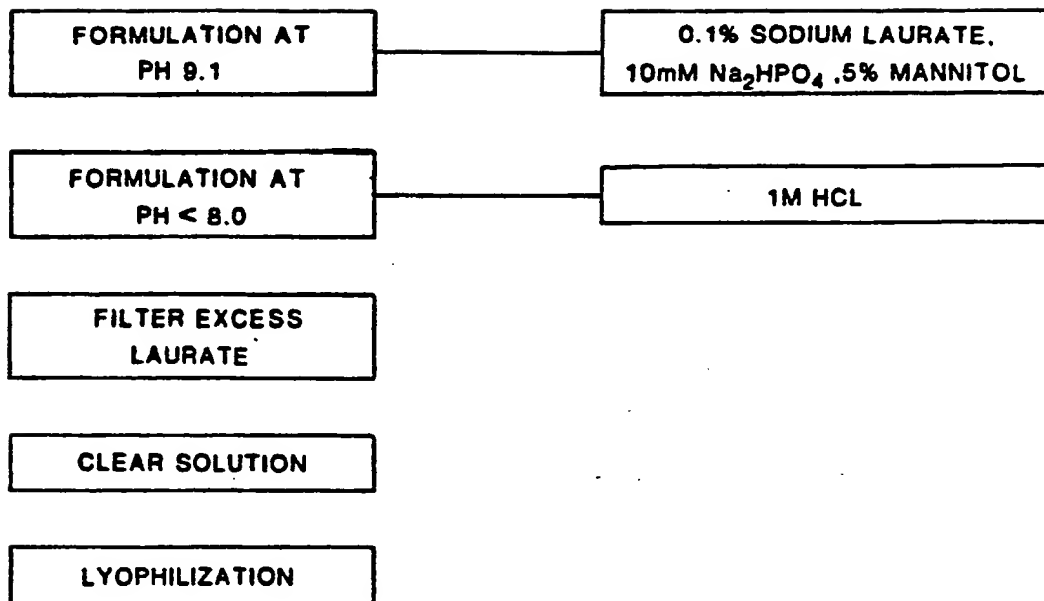 FORMULATION AT
PH 9.1
0.1% SODIUM LAURATE.
10mM Na₂HPO₄ .5% MANNITOL
FORMULATION AT
PH < 8.0
1M HCL
FILTER EXCESS
LAURATE
CLEAR SOLUTION
LYOPHILIZATION